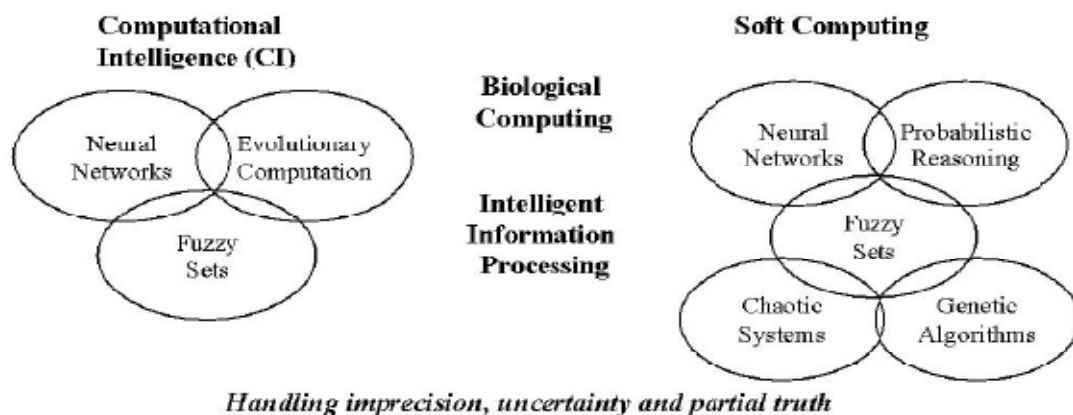 Computational
Intelligence (CI)
Neural
Networks
Evolutionary
Computation
Fuzzy
Sets
Biological
Computing
Intelligent
Information
Processing
Soft Computing
Neural
Networks
Probabilistic
Reasoning
Fuzzy
Sets
Chaotic
Systems
Genetic
Algorithms
Handling imprecision, uncertainty and partial truth